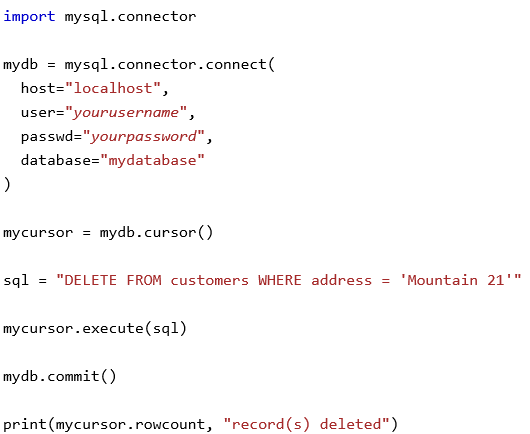 import mysql.connector
mydb = mysql.connector.connect(
host="localhost",
user="yourusername",
passwd="yourpassword",
database="mydatabase"
)
mycursor = mydb.cursor()
sql = "DELETE FROM customers WHERE address = 'Mountain 21'"
mycursor.execute(sql)
mydb.commit()
print(mycursor.rowcount, "record(s) deleted")